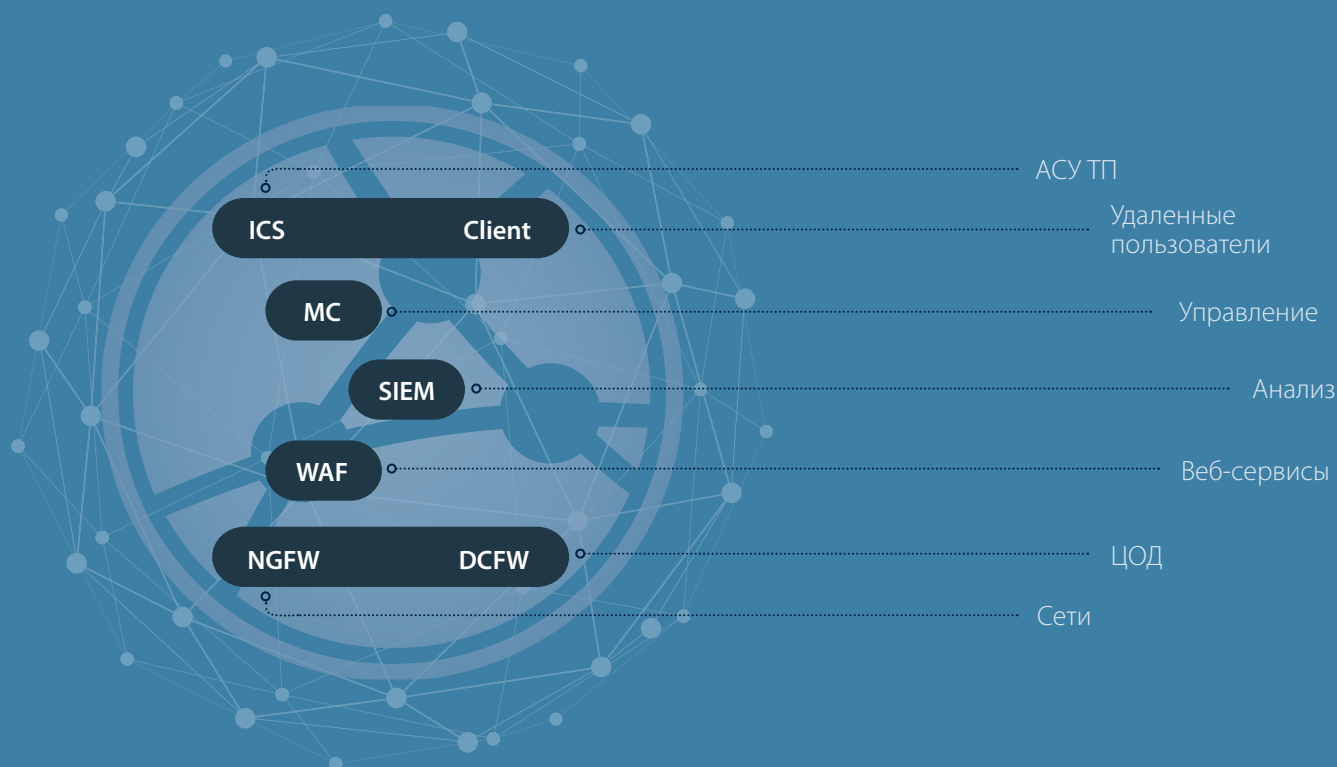 АСУ ТП
ICS Client
Удаленные
пользователи
MC
Управление
SIEM
Анализ
WAF
Веб-сервисы
NGFW DCFW
ЦОД
Сети